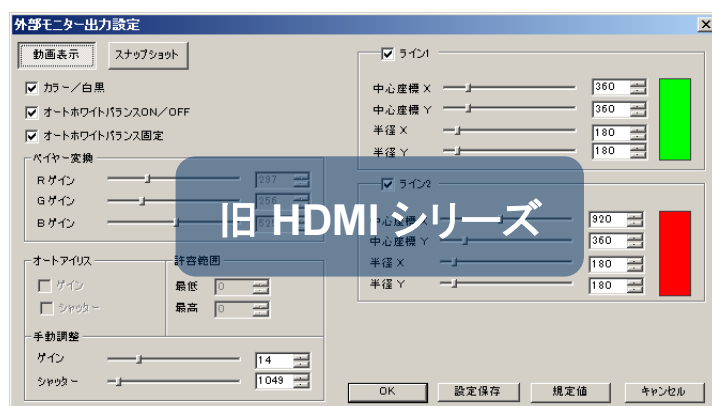 外部モニター出力設定
動画表示
スナップショット
カラー／白黒
オートホワイトバランスON／OFF
オートホワイトバランス固定
ベイヤー変換
R ゲイン 297
G ゲイン 256
B ゲイン
オートアイリス
ゲイン
シャッター
許容範囲
最低 0
最高 0
手動調整
ゲイン 14
シャッター 1049
ライン1
中心座標 X 360
中心座標 Y 360
半径 X 180
半径 Y 180
ライン2
中心座標 X 920
中心座標 Y 360
半径 X 180
半径 Y 180
旧 HDMI シリーズ
OK
設定保存
規定値
キャンセル